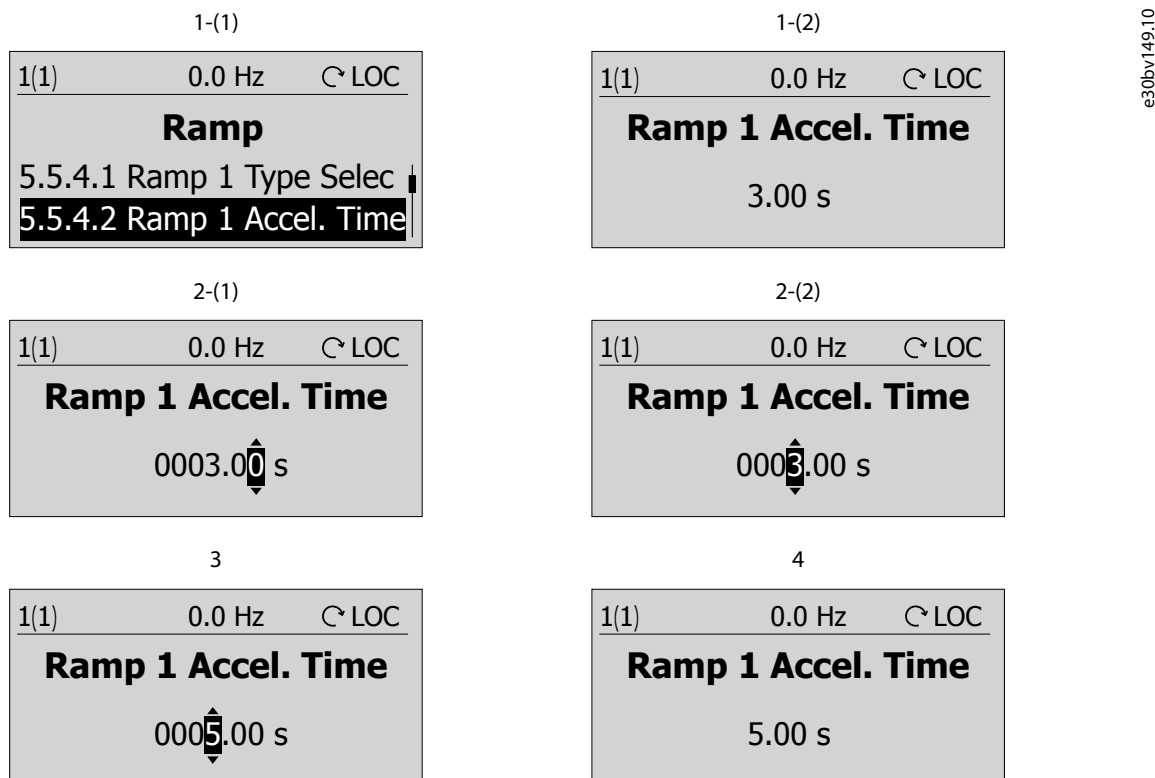 1-(1)
1(1) 0.0 Hz LOC
Ramp
5.5.4.1 Ramp 1 Type Selec
5.5.4.2 Ramp 1 Accel. Time
1-(2)
1(1) 0.0 Hz LOC
Ramp 1 Accel. Time
3.00 s
2-(1)
1(1) 0.0 Hz LOC
Ramp 1 Accel. Time
0003.00 s
2-(2)
1(1) 0.0 Hz LOC
Ramp 1 Accel. Time
0003.00 s
3
1(1) 0.0 Hz LOC
Ramp 1 Accel. Time
0005.00 s
4
1(1) 0.0 Hz LOC
Ramp 1 Accel. Time
5.00 s
e30bv149.10